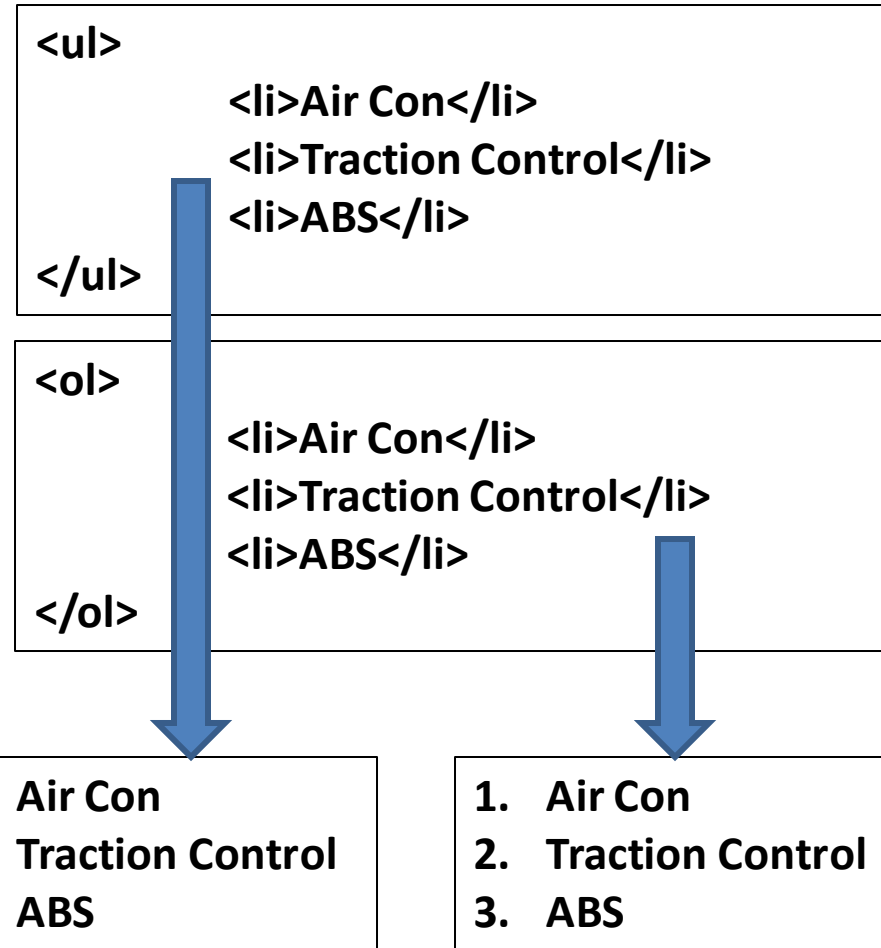 <ul>
<li>Air Con</li>
<li>Traction Control</li>
<li>ABS</li>
</ul>
<ol>
<li>Air Con</li>
<li>Traction Control</li>
<li>ABS</li>
</ol>
Air Con
Traction Control
ABS
1. Air Con
2. Traction Control
3. ABS